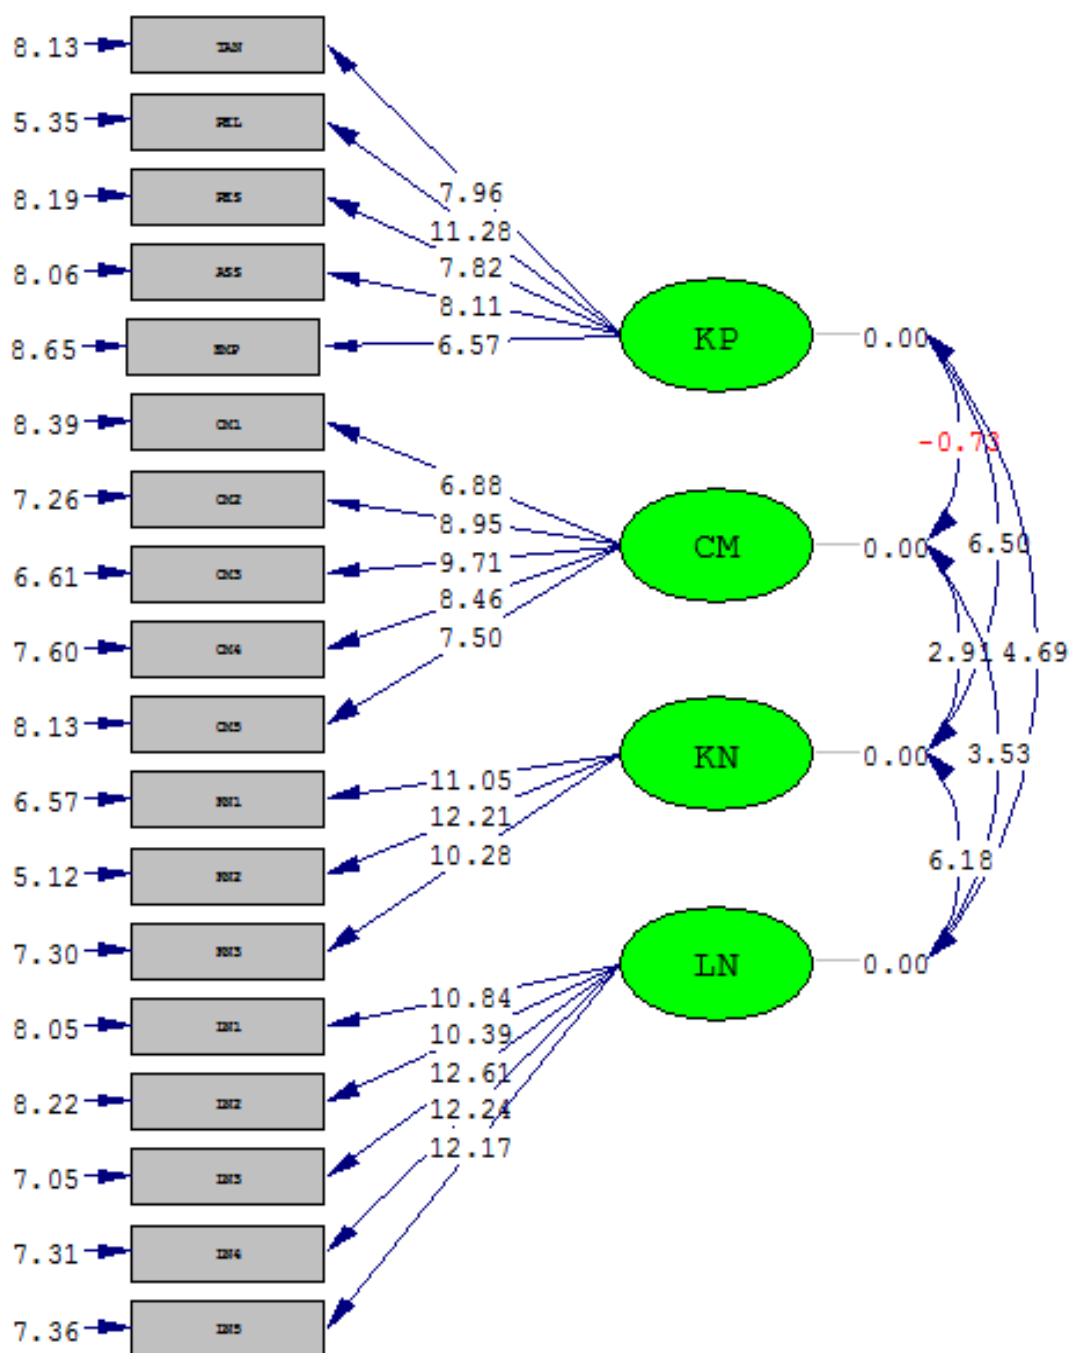 8.13 TAN
5.35 REL
8.19 RES
8.06 ASS
8.65 EMP
8.39 CM1
7.26 CM2
6.61 CM3
7.60 CM4
8.13 CM5
6.57 KN1
5.12 KN2
7.30 KN3
8.05 LN1
8.22 LN2
7.05 LN3
7.31 LN4
7.36 LN5
7.96
11.28
7.82
8.11
6.57
6.88
8.95
9.71
8.46
7.50
11.05
12.21
10.28
10.84
10.39
12.61
12.24
12.17
KP 0.00
CM 0.00
KN 0.00
LN 0.00
-0.73
6.50
2.91 4.69
3.53
6.18